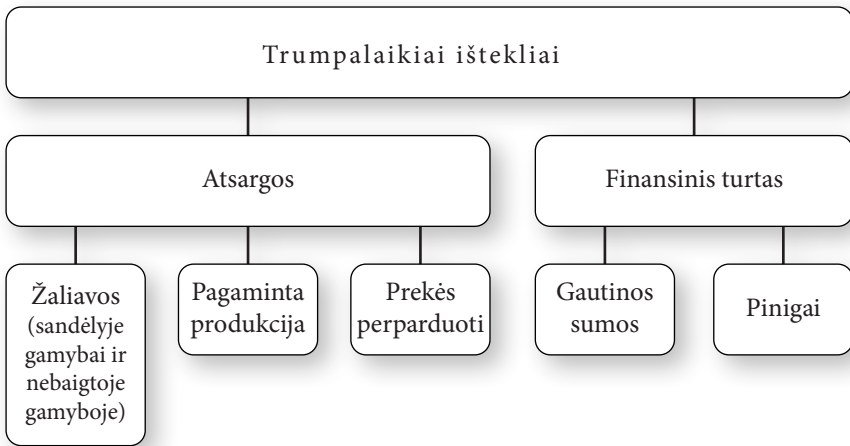 Trumpalaikiai ištekliai
Atsargos
Finansinis turtas
Žaliavos
(sandėlyje
gamybai ir
nebaigtoje
gamyboje)
Pagaminta
produkcija
Prekės
perparduoti
Gautinos
sumos
Pinigai